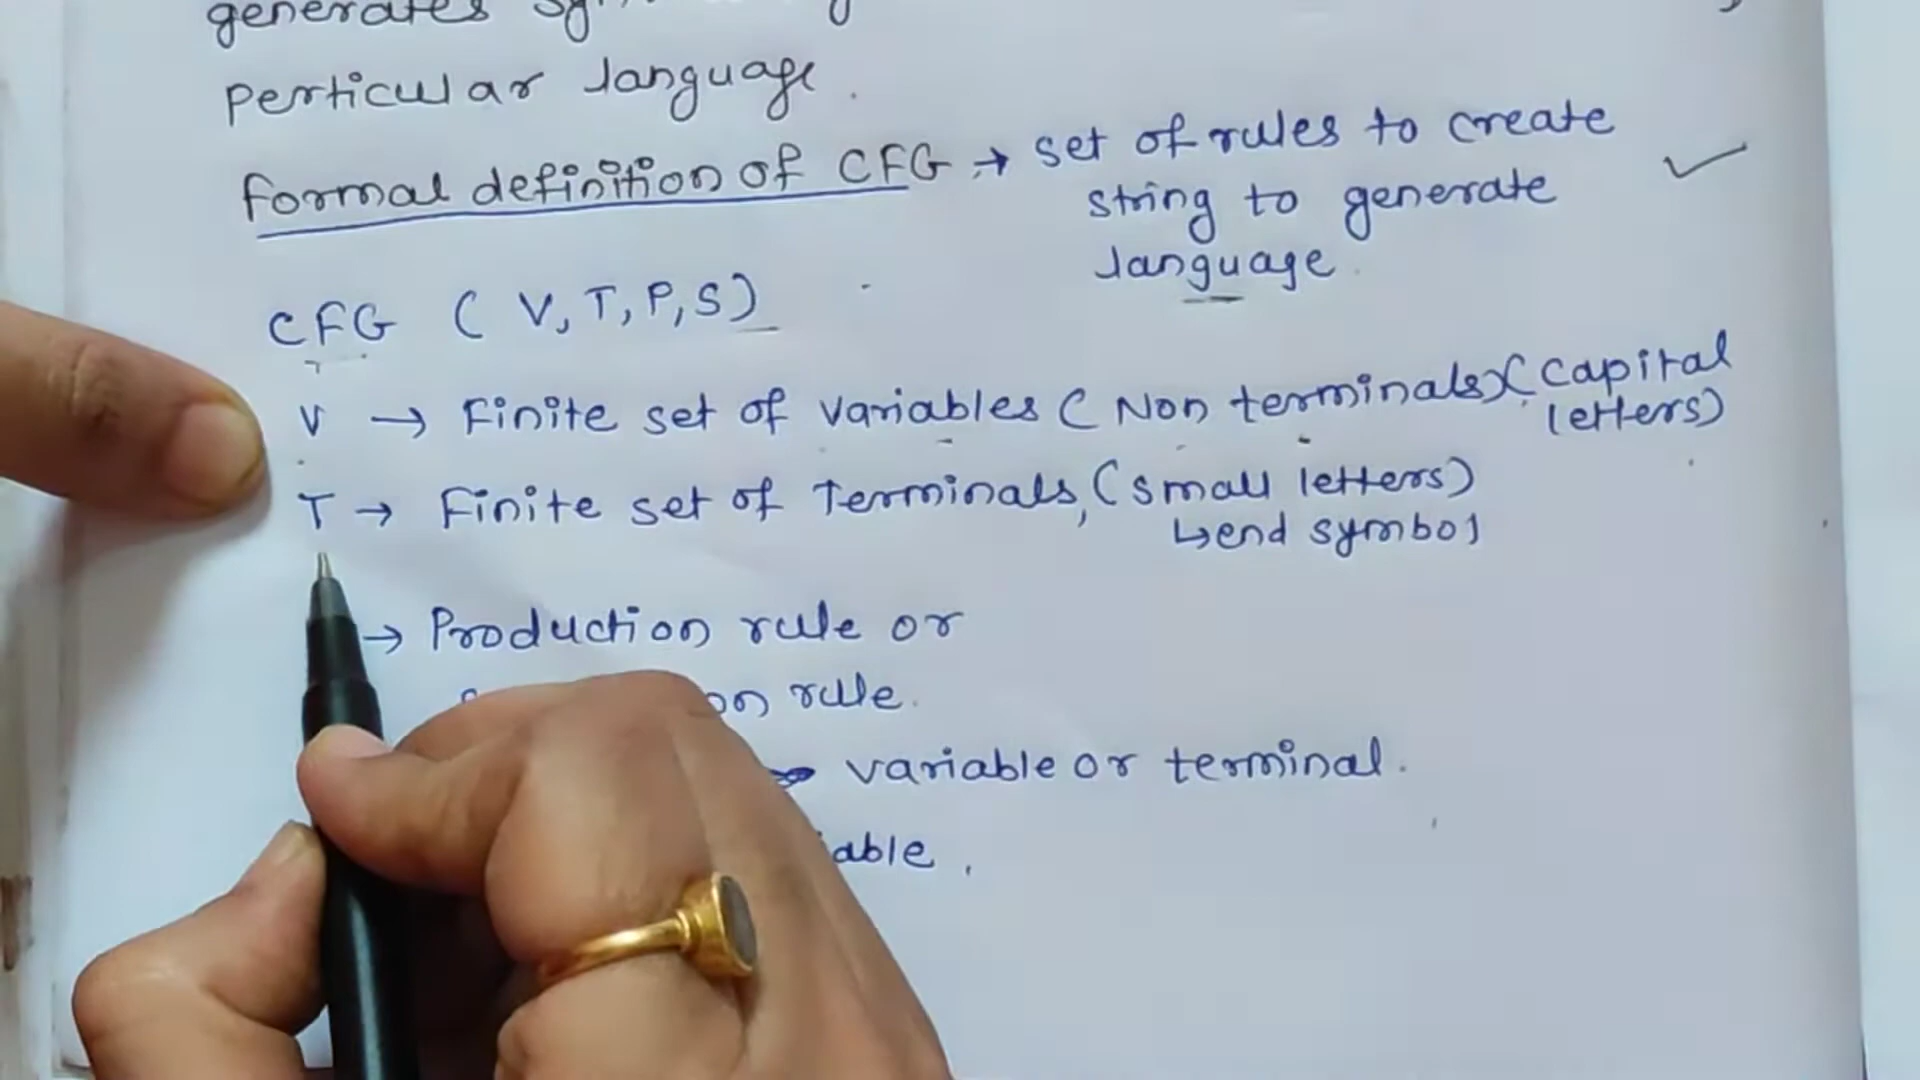 generates
perticular language.
formal definition of CFG → set of rules to create
string to generate
language.
CFG ( V, T, P, S )
V → Finite set of variables ( Non terminals) (capital
letters)
T → Finite set of Terminals, (small letters)
↳end symbol
→ Production rule or
on rule.
variable or terminal.
able.